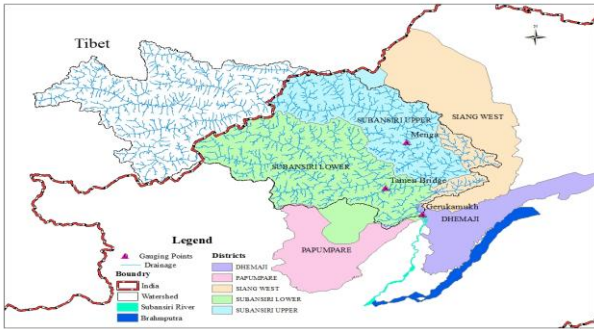 Tibet
N
SIANG WEST
SUBANSIRI UPPER
Menga
SUBANSIRI LOWER
Tamen Bridge
Gerukamukh
DHEMAJI
PAPUMPARE
Legend
Gauging Points
Drainage
Boundry
India
Watershed
Subansiri River
Brahmputra
Districts
DHEMAJI
PAPUMPARE
SIANG WEST
SUBANSIRI LOWER
SUBANSIRI UPPER